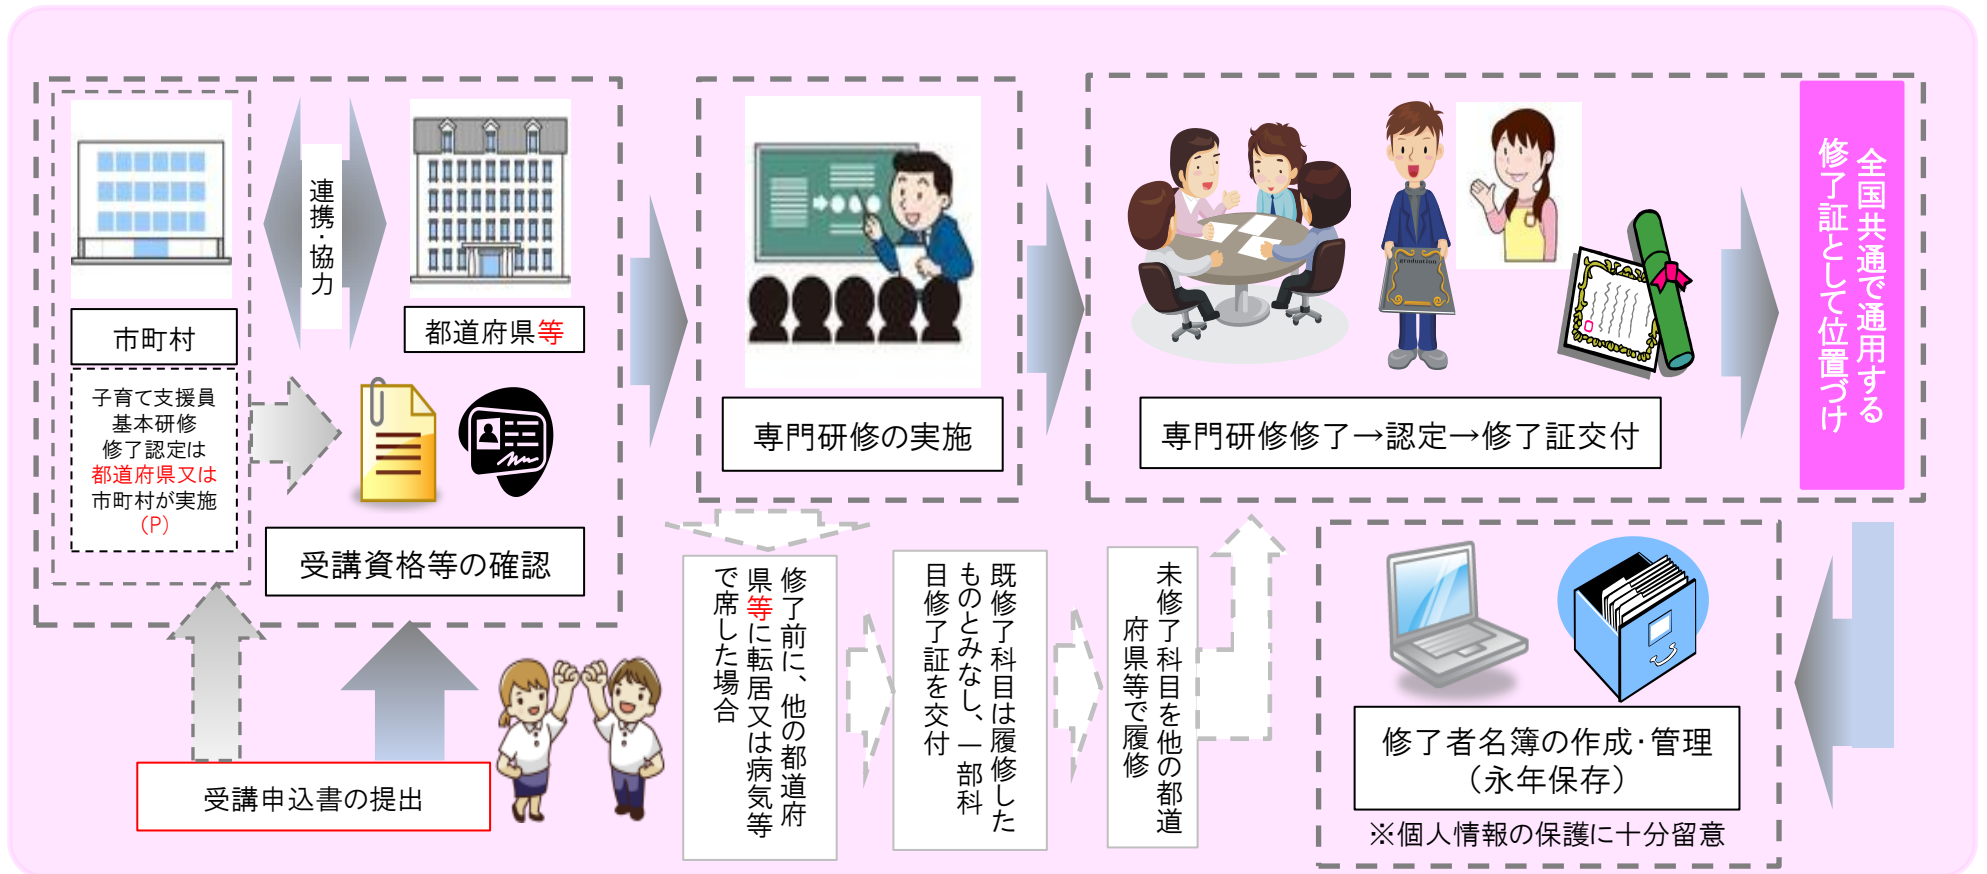 市町村
連携・協力
都道府県等
子育て支援員
基本研修
修了認定は
都道府県又は
市町村が実施
(P)
受講資格等の確認
受講申込書の提出
専門研修の実施
修了前に、他の都道府
県等に転居又は病気等
で席した場合
既修了科目は履修した
ものとみなし、一部科
目修了証を交付
未修了科目を他の都道
府県等で履修
graduation
専門研修修了→認定→修了証交付
全国共通で通用する
修了証として位置づけ
修了者名簿の作成・管理
（永年保存）
※個人情報の保護に十分留意